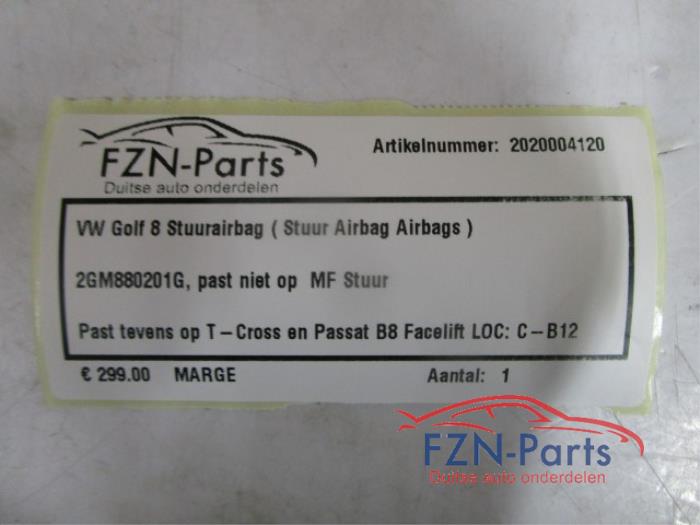 FZN-Parts
Duitse auto onderdelen
Artikelnummer: 2020004120
VW Golf 8 Stuurairbag ( Stuur Airbag Airbags )
2GM880201G, past niet op MF Stuur
Past tevens op T-Cross en Passat B8 Facelift LOC: C-B12
€ 299.00 MARGE Aantal: 1
FZN-Parts
Duitse auto onderdelen